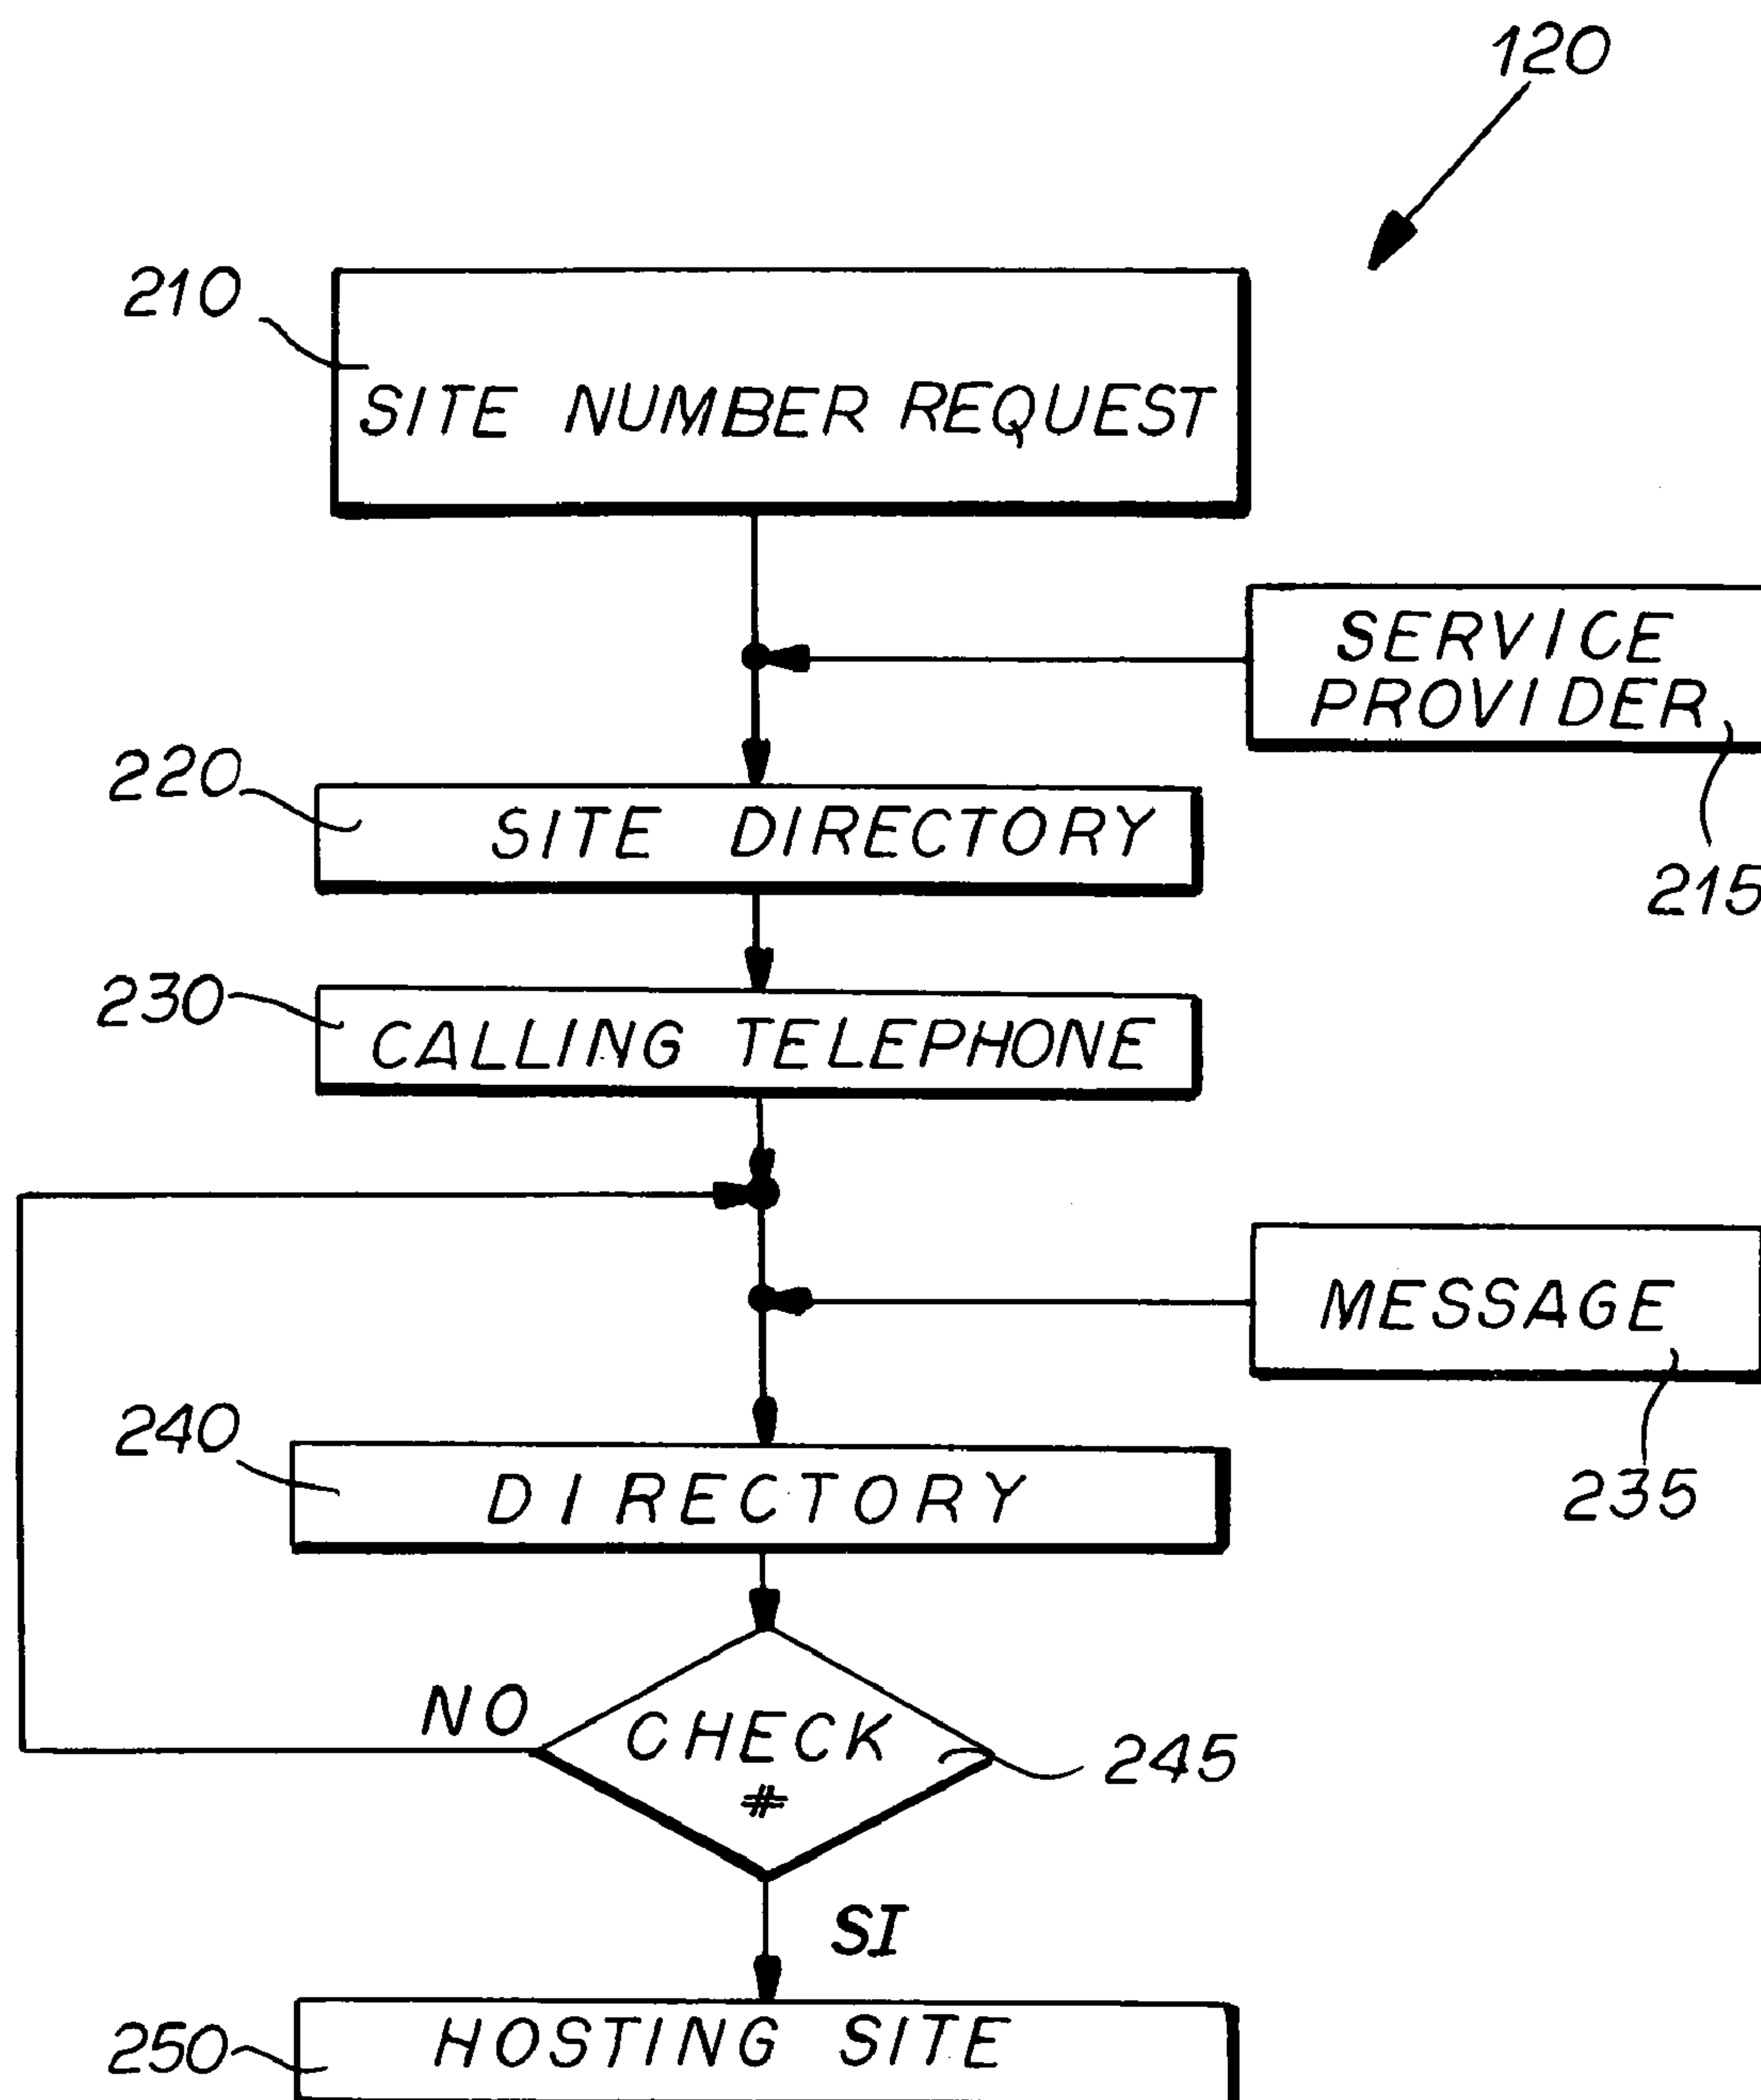 120
210
SITE NUMBER REQUEST
SERVICE
PROVIDER
215
220
SITE DIRECTORY
230
CALLING TELEPHONE
MESSAGE
235
240
DIRECTORY
NO
CHECK
#
245
SI
250
HOSTING SITE